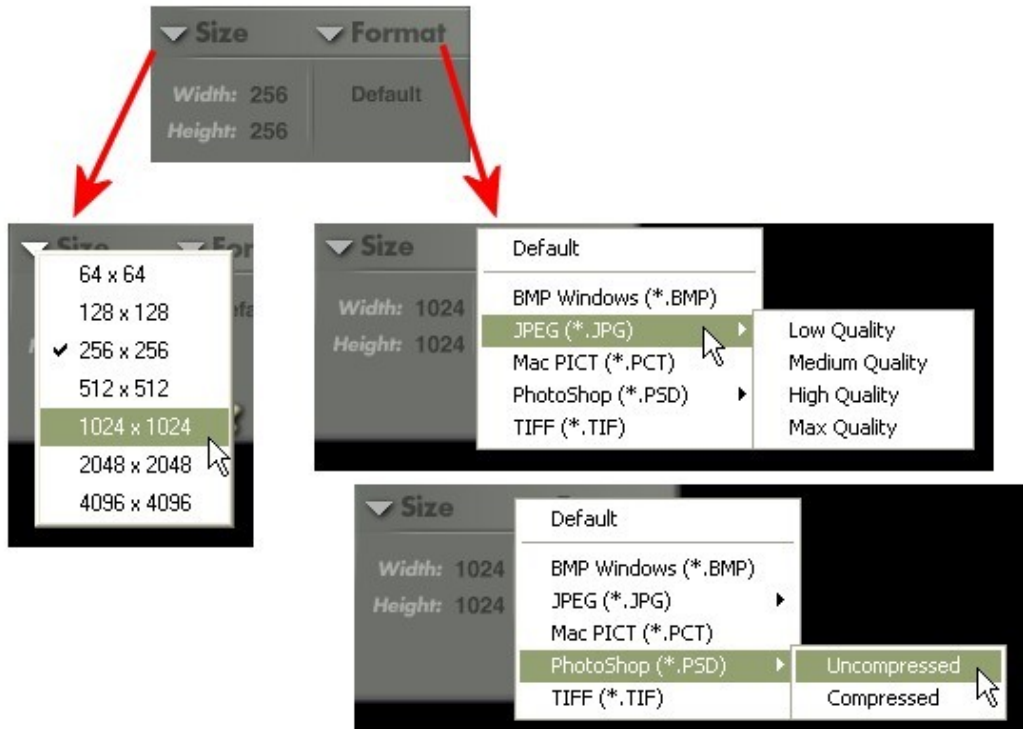 Size Format
Width: 256 Default
Height: 256
Size For
64 x 64
128 x 128
256 x 256
512 x 512
1024 x 1024
2048 x 2048
4096 x 4096
Size
Width: 1024
Height: 1024
Default
BMP Windows (*.BMP)
JPEG (*.JPG)
Mac PICT (*.PCT)
PhotoShop (*.PSD)
TIFF (*.TIF)
Low Quality
Medium Quality
High Quality
Max Quality
Size
Width: 1024
Height: 1024
Default
BMP Windows (*.BMP)
JPEG (*.JPG)
Mac PICT (*.PCT)
PhotoShop (*.PSD)
TIFF (*.TIF)
Uncompressed
Compressed